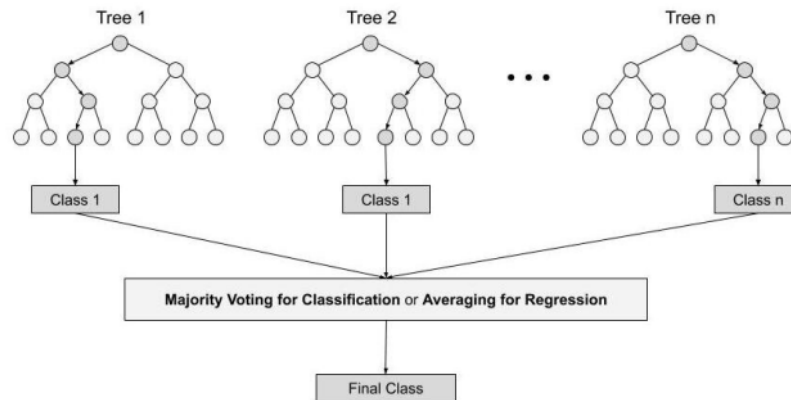 Tree 1
Tree 2
Tree n
Class 1
Class 1
Class n
Majority Voting for Classification or Averaging for Regression
Final Class